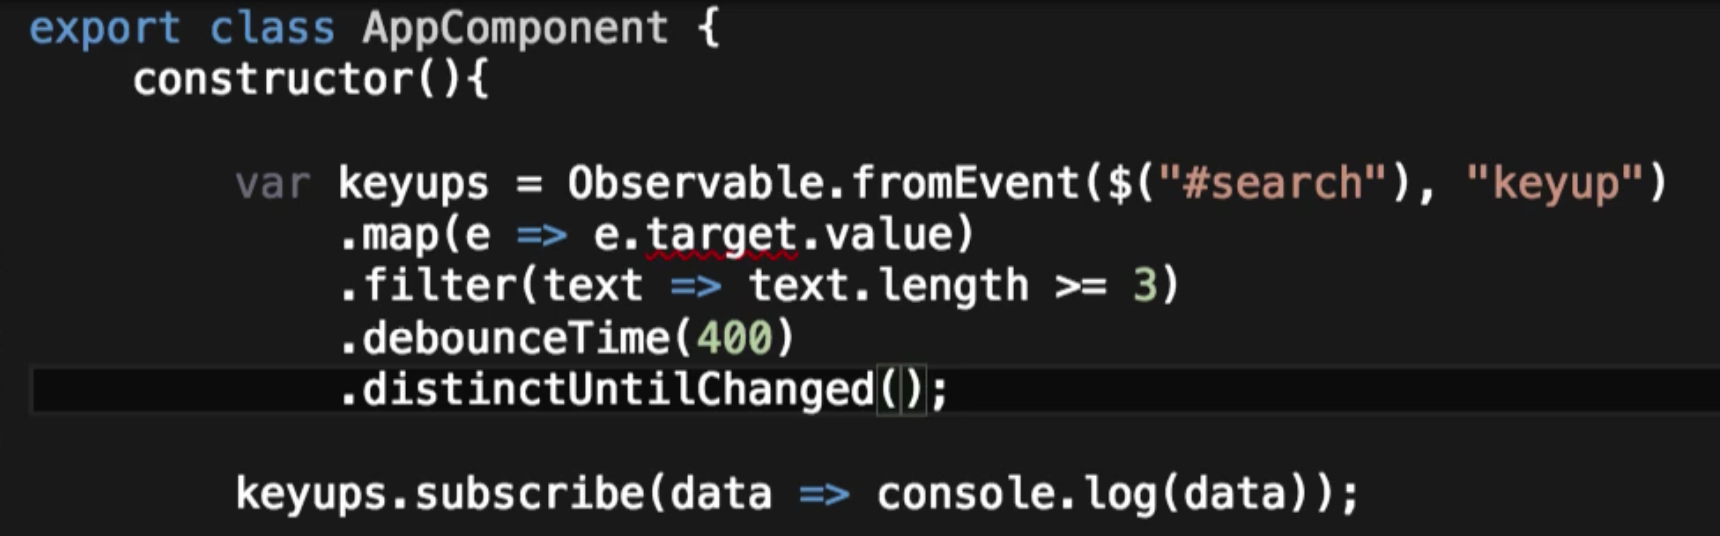 export class AppComponent {
constructor(){
var keyups = Observable.fromEvent($("#search"), "keyup")
.map(e => e.target.value)
.filter(text => text.length >= 3)
.debounceTime(400)
.distinctUntilChanged();
keyups.subscribe(data => console.log(data));